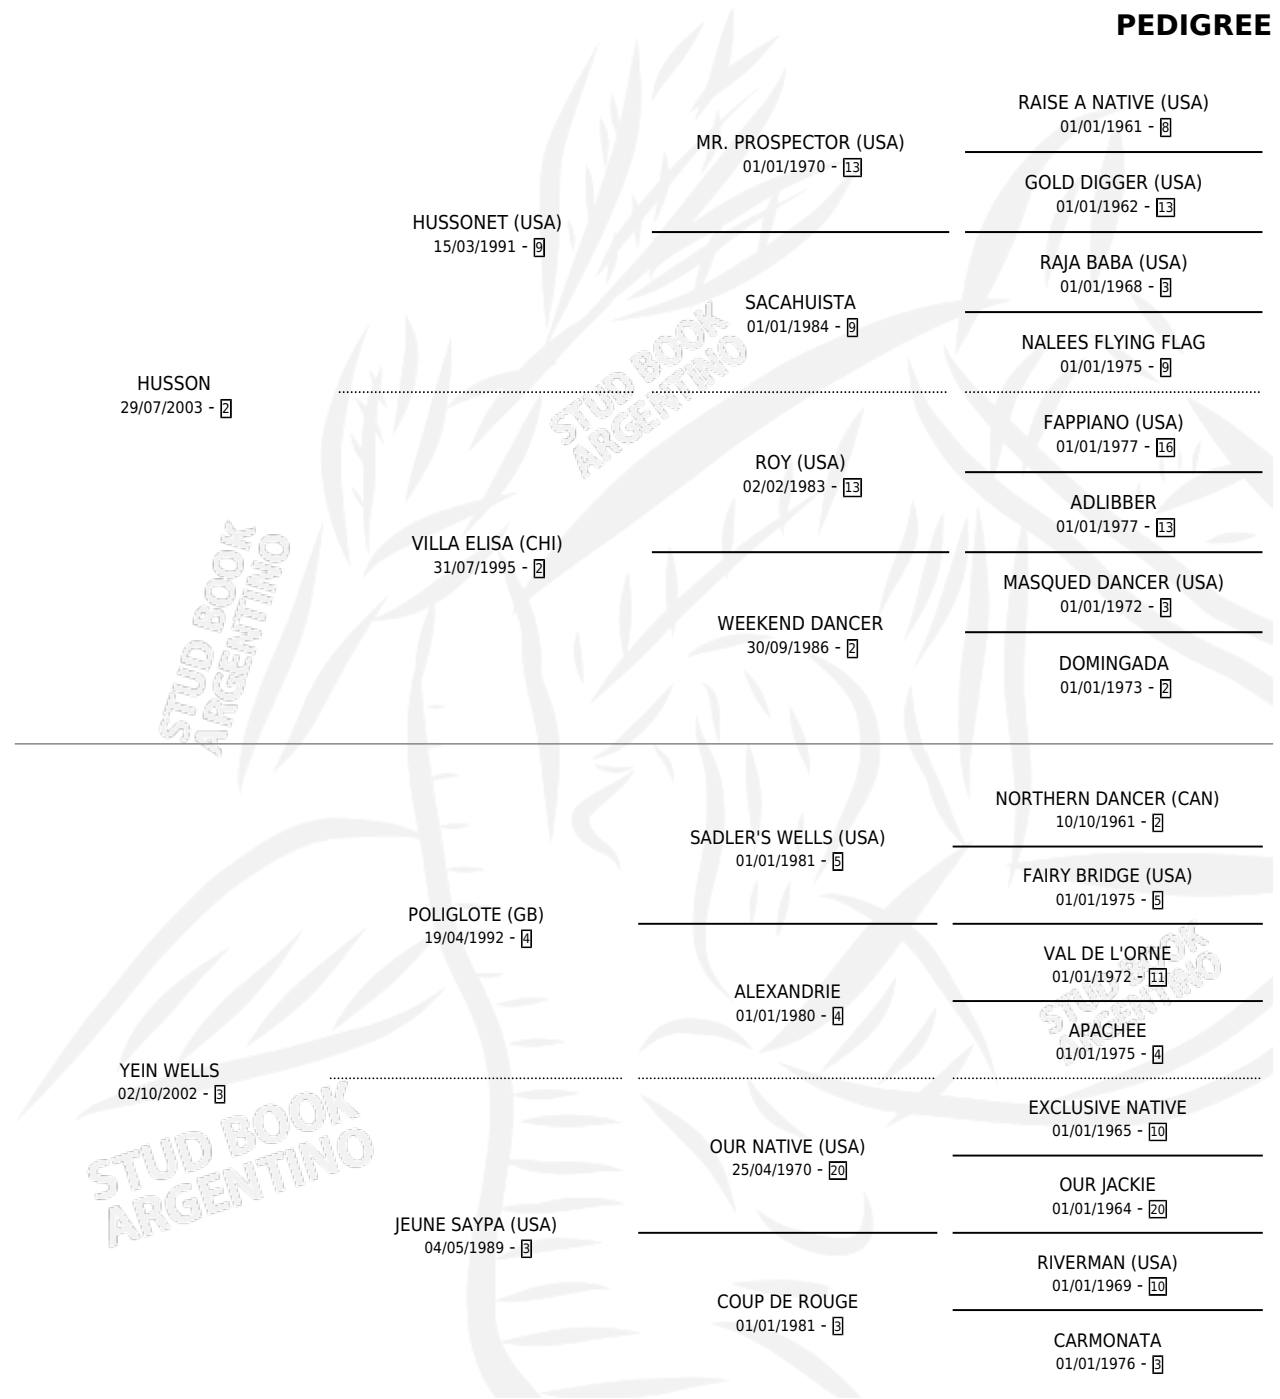 PEDIGREE
RAISE A NATIVE (USA)
01/01/1961 - 8
MR. PROSPECTOR (USA)
01/01/1970 - 13
GOLD DIGGER (USA)
01/01/1962 - 13
HUSSONET (USA)
15/03/1991 - 9
RAJA BABA (USA)
01/01/1968 - 3
SACAHUISTA
01/01/1984 - 9
NALEES FLYING FLAG
01/01/1975 - 9
HUSSON
29/07/2003 - 2
FAPPIANO (USA)
01/01/1977 - 16
ROY (USA)
02/02/1983 - 13
ADLIBBER
01/01/1977 - 13
VILLA ELISA (CHI)
31/07/1995 - 2
MASQUED DANCER (USA)
01/01/1972 - 3
WEEKEND DANCER
30/09/1986 - 2
DOMINGADA
01/01/1973 - 2
STUD BOOK
ARGENTINO
STUD BOOK
ARGENTINO
NORTHERN DANCER (CAN)
10/10/1961 - 2
SADLER'S WELLS (USA)
01/01/1981 - 5
FAIRY BRIDGE (USA)
01/01/1975 - 5
POLIGLOTE (GB)
19/04/1992 - 4
VAL DE L'ORNE
01/01/1972 - 11
ALEXANDRIE
01/01/1980 - 4
APACHEE
01/01/1975 - 4
YEIN WELLS
02/10/2002 - 3
EXCLUSIVE NATIVE
01/01/1965 - 10
OUR NATIVE (USA)
25/04/1970 - 20
OUR JACKIE
01/01/1964 - 20
JEUNE SAYPA (USA)
04/05/1989 - 3
RIVERMAN (USA)
01/01/1969 - 10
COUP DE ROUGE
01/01/1981 - 3
CARMONATA
01/01/1976 - 3
STUD BOOK
ARGENTINO
STUD BOOK
ARGENTINO